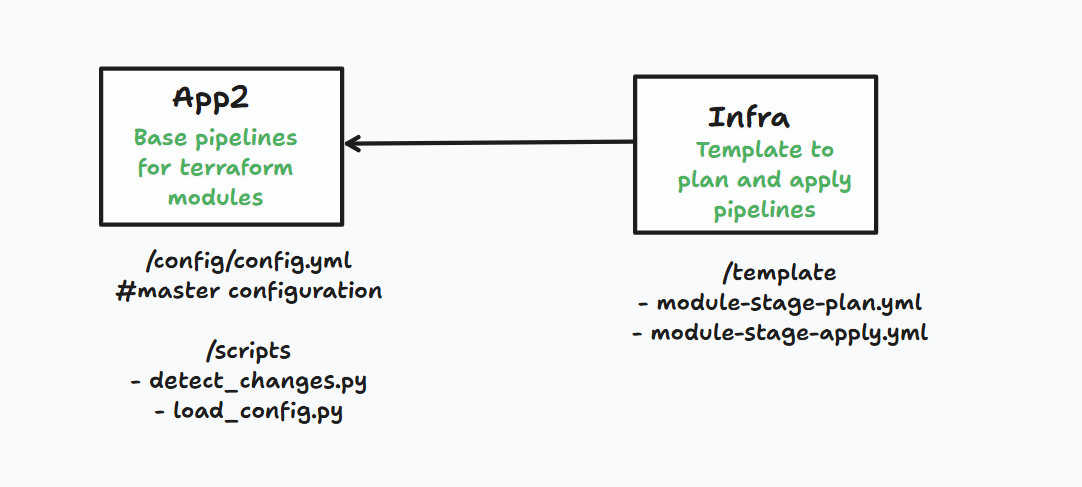 App2
Base pipelines
for terraform
modules
/config/config.yml
#master configuration
/scripts
- detect_changes.py
- load_config.py
Infra
Template to
plan and apply
pipelines
/template
- module-stage-plan.yml
- module-stage-apply.yml